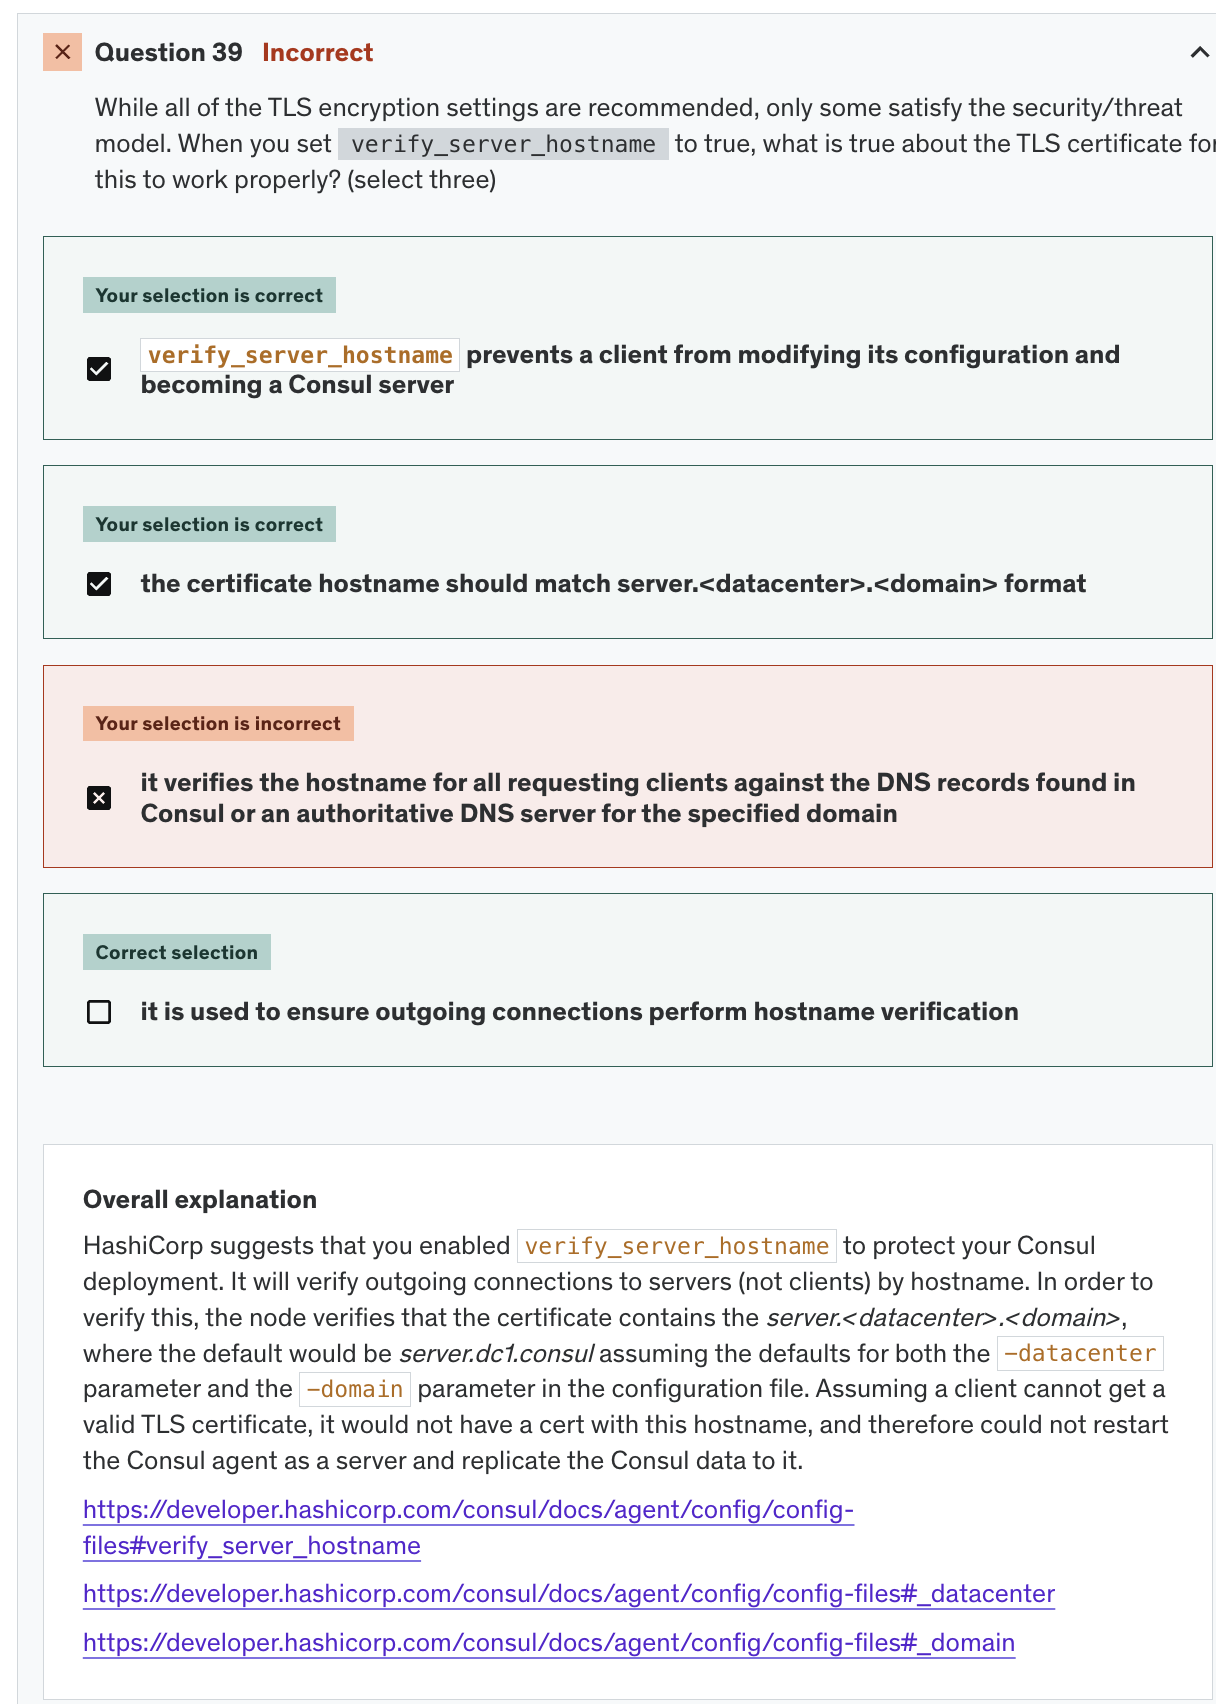 Question 39 Incorrect
While all of the TLS encryption settings are recommended, only some satisfy the security/threat
model. When you set verify_server_hostname to true, what is true about the TLS certificate for
this to work properly? (select three)
Your selection is correct
verify_server_hostname prevents a client from modifying its configuration and
becoming a Consul server
Your selection is correct
the certificate hostname should match server.<datacenter>.<domain> format
Your selection is incorrect
it verifies the hostname for all requesting clients against the DNS records found in
Consul or an authoritative DNS server for the specified domain
Correct selection
it is used to ensure outgoing connections perform hostname verification
Overall explanation
HashiCorp suggests that you enabled verify_server_hostname to protect your Consul
deployment. It will verify outgoing connections to servers (not clients) by hostname. In order to
verify this, the node verifies that the certificate contains the server.<datacenter>.<domain>,
where the default would be server.dc1.consul assuming the defaults for both the -datacenter
parameter and the -domain parameter in the configuration file. Assuming a client cannot get a
valid TLS certificate, it would not have a cert with this hostname, and therefore could not restart
the Consul agent as a server and replicate the Consul data to it.
https://developer.hashicorp.com/consul/docs/agent/config/config-
files#verify_server_hostname
https://developer.hashicorp.com/consul/docs/agent/config/config-files#_datacenter
https://developer.hashicorp.com/consul/docs/agent/config/config-files#_domain